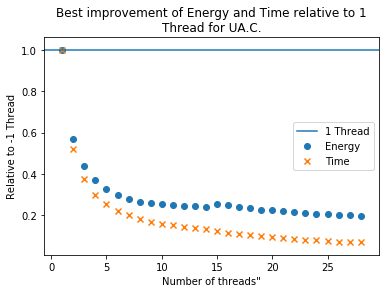 Best improvement of Energy and Time relative to 1
Thread for UA.C.
1.0
0.8
0.6
0.4
0.2
Relative to -1 Thread
1 Thread
Energy
Time
0
5
10
15
20
25
Number of threads"